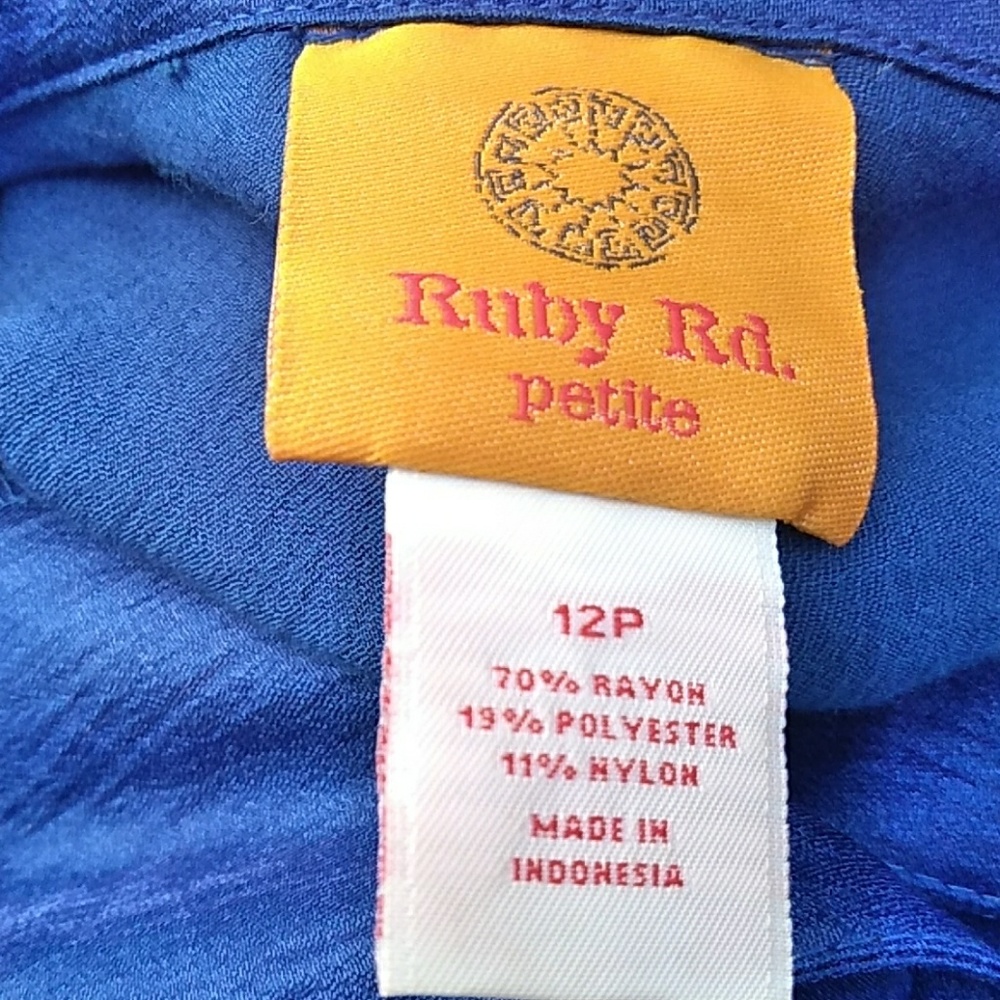 Ruby Rd.
petite
12P
70% RAYON
19% POLYESTER
11% NYLON
MADE IN
INDONESIA